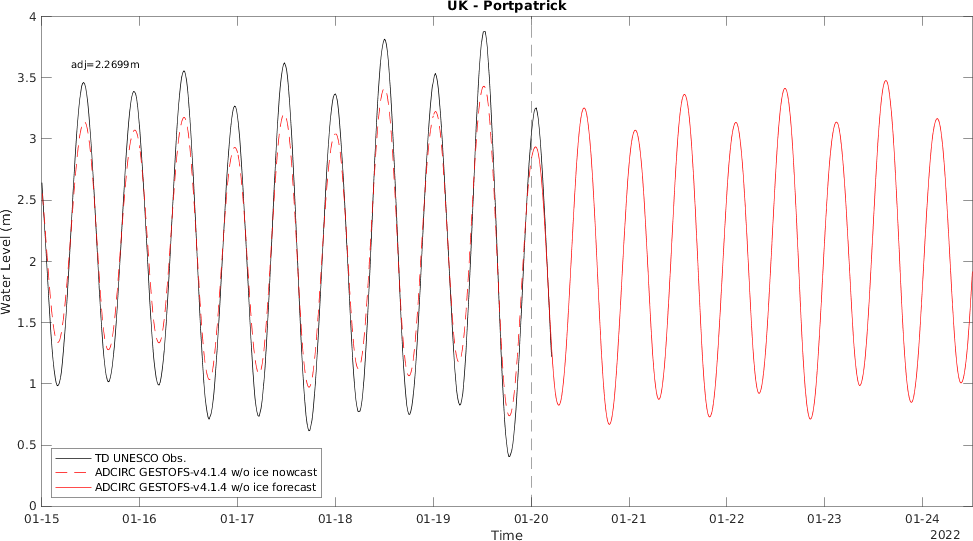 UK - Portpatrick
4
adj=2.2699m
3.5
3
2.5
2
1.5
1
0.5
0
Water Level (m)
TD UNESCO Obs.
ADCIRC GESTOFS-v4.1.4 w/o ice nowcast
ADCIRC GESTOFS-v4.1.4 w/o ice forecast
01-15 01-16 01-17 01-18 01-19 01-20 01-21 01-22 01-23 01-24
Time
2022